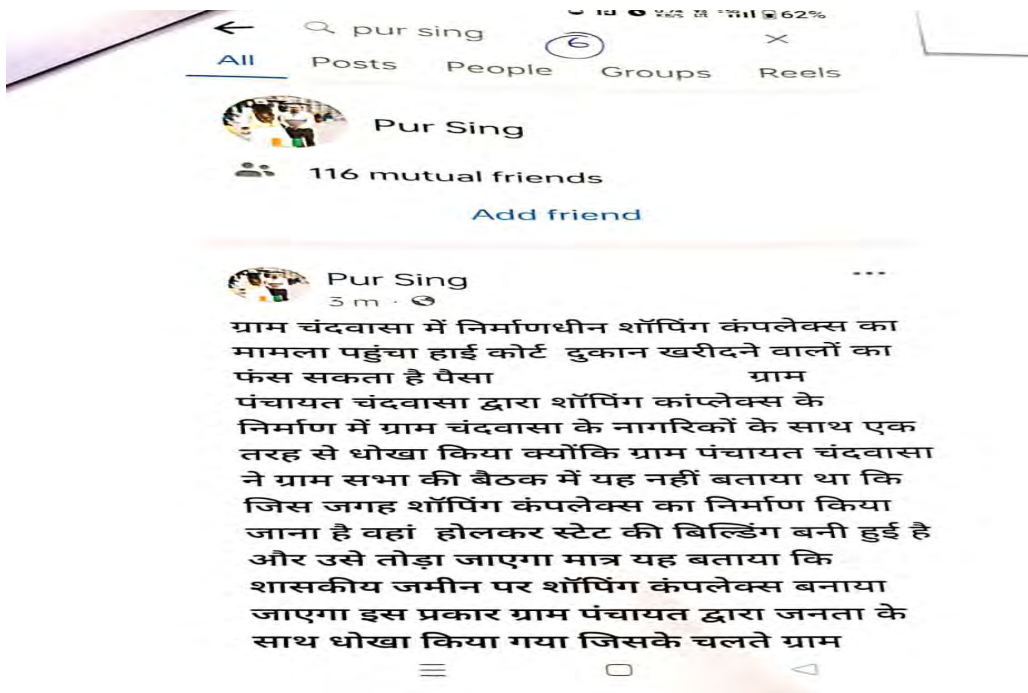 62%
pur sing
6
All Posts People Groups Reels
Pur Sing
116 mutual friends
Add friend
Pur Sing
3 m
ग्राम चंदवासा में निर्माणधीन शॉपिंग कंपलेक्स का
मामला पहुंचा हाई कोर्ट दुकान खरीदने वालों का
फंस सकता है पैसा ग्राम
पंचायत चंदवासा द्वारा शॉपिंग कांप्लेक्स के
निर्माण में ग्राम चंदवासा के नागरिकों के साथ एक
तरह से धोखा किया क्योंकि ग्राम पंचायत चंदवासा
ने ग्राम सभा की बैठक में यह नहीं बताया था कि
जिस जगह शॉपिंग कंपलेक्स का निर्माण किया
जाना है वहां होलकर स्टेट की बिल्डिंग बनी हुई है
और उसे तोड़ा जाएगा मात्र यह बताया कि
शासकीय जमीन पर शॉपिंग कंपलेक्स बनाया
जाएगा इस प्रकार ग्राम पंचायत द्वारा जनता के
साथ धोखा किया गया जिसके चलते ग्राम